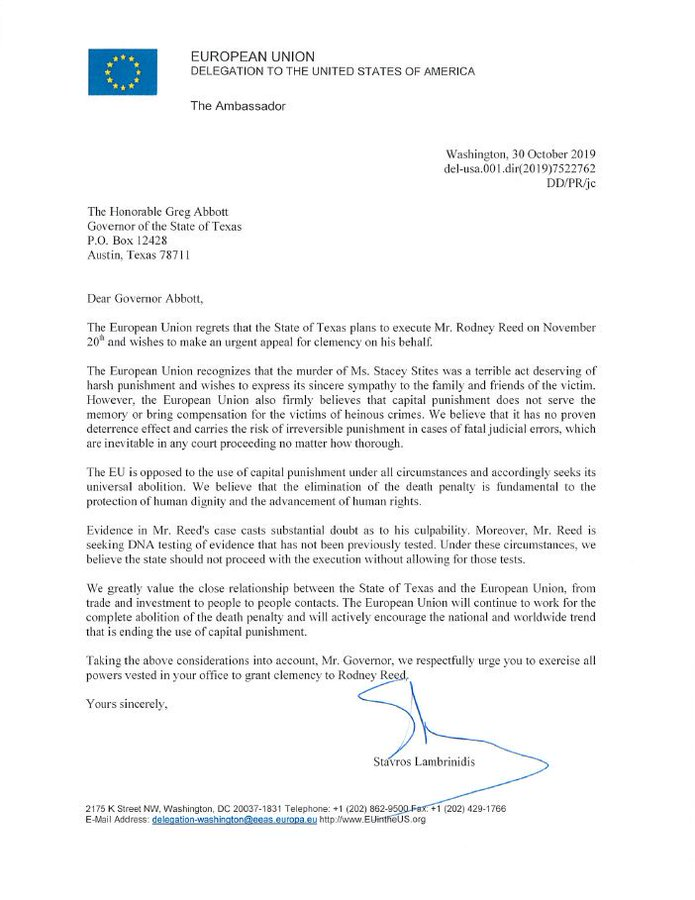 EUROPEAN UNION
DELEGATION TO THE UNITED STATES OF AMERICA
The Ambassador
Washington, 30 October 2019
del-usa.001.dir(2019)7522762
DD/PR/jc
The Honorable Greg Abbott
Governor of the State of Texas
P.O. Box 12428
Austin, Texas 78711
Dear Governor Abbott,
The European Union regrets that the State of Texas plans to execute Mr. Rodney Reed on November
20th and wishes to make an urgent appeal for clemency on his behalf.
The European Union recognizes that the murder of Ms. Stacey Stites was a terrible act deserving of
harsh punishment and wishes to express its sincere sympathy to the family and friends of the victim.
However, the European Union also firmly believes that capital punishment does not serve the
memory or bring compensation for the victims of heinous crimes. We believe that it has no proven
deterrence effect and carries the risk of irreversible punishment in cases of fatal judicial errors, which
are inevitable in any court proceeding no matter how thorough.
The EU is opposed to the use of capital punishment under all circumstances and accordingly seeks its
universal abolition. We believe that the elimination of the death penalty is fundamental to the
protection of human dignity and the advancement of human rights.
Evidence in Mr. Reed's case casts substantial doubt as to his culpability. Moreover, Mr. Reed is
seeking DNA testing of evidence that has not been previously tested. Under these circumstances, we
believe the state should not proceed with the execution without allowing for those tests.
We greatly value the close relationship between the State of Texas and the European Union, from
trade and investment to people to people contacts. The European Union will continue to work for the
complete abolition of the death penalty and will actively encourage the national and worldwide trend
that is ending the use of capital punishment.
Taking the above considerations into account, Mr. Governor, we respectfully urge you to exercise all
powers vested in your office to grant clemency to Rodney Reed.
Yours sincerely,
Stavros Lambrinidis
2175 K Street NW, Washington, DC 20037-1831 Telephone: +1 (202) 862-9500 Fax: +1 (202) 429-1766
E-Mail Address: delegation-washington@eeas.europa.eu http://www.EUintheUS.org